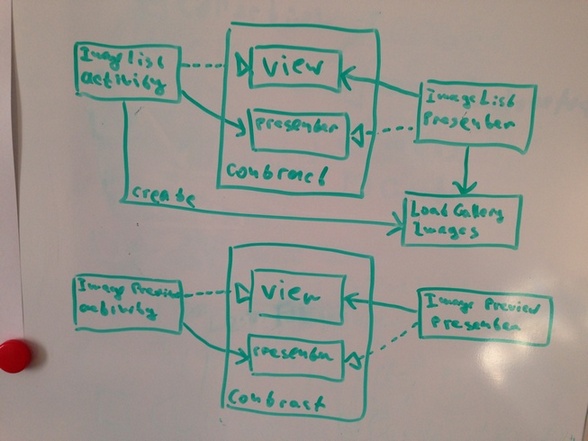 Image List
activity
View
presenter
contract
Image List
Presenter
create
Load Gallery
Images
Image Preview
activity
View
presenter
contract
Image Preview
Presenter